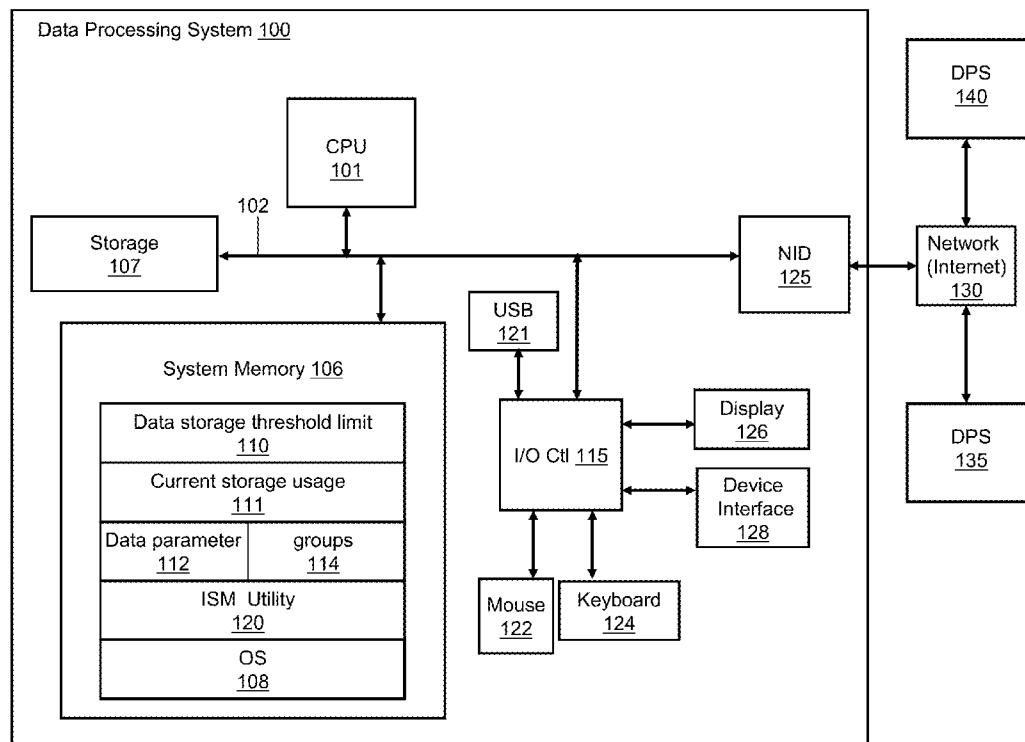 Data Processing System 100
DPS
140
CPU
101
102
Storage
107
NID
125
Network
(Internet)
130
USB
121
System Memory 106
Data storage threshold limit
110
Current storage usage
111
Data parameter
112
groups
114
ISM Utility
120
OS
108
I/O Ctl 115
Display
126
Device
Interface
128
DPS
135
Mouse
122
Keyboard
124